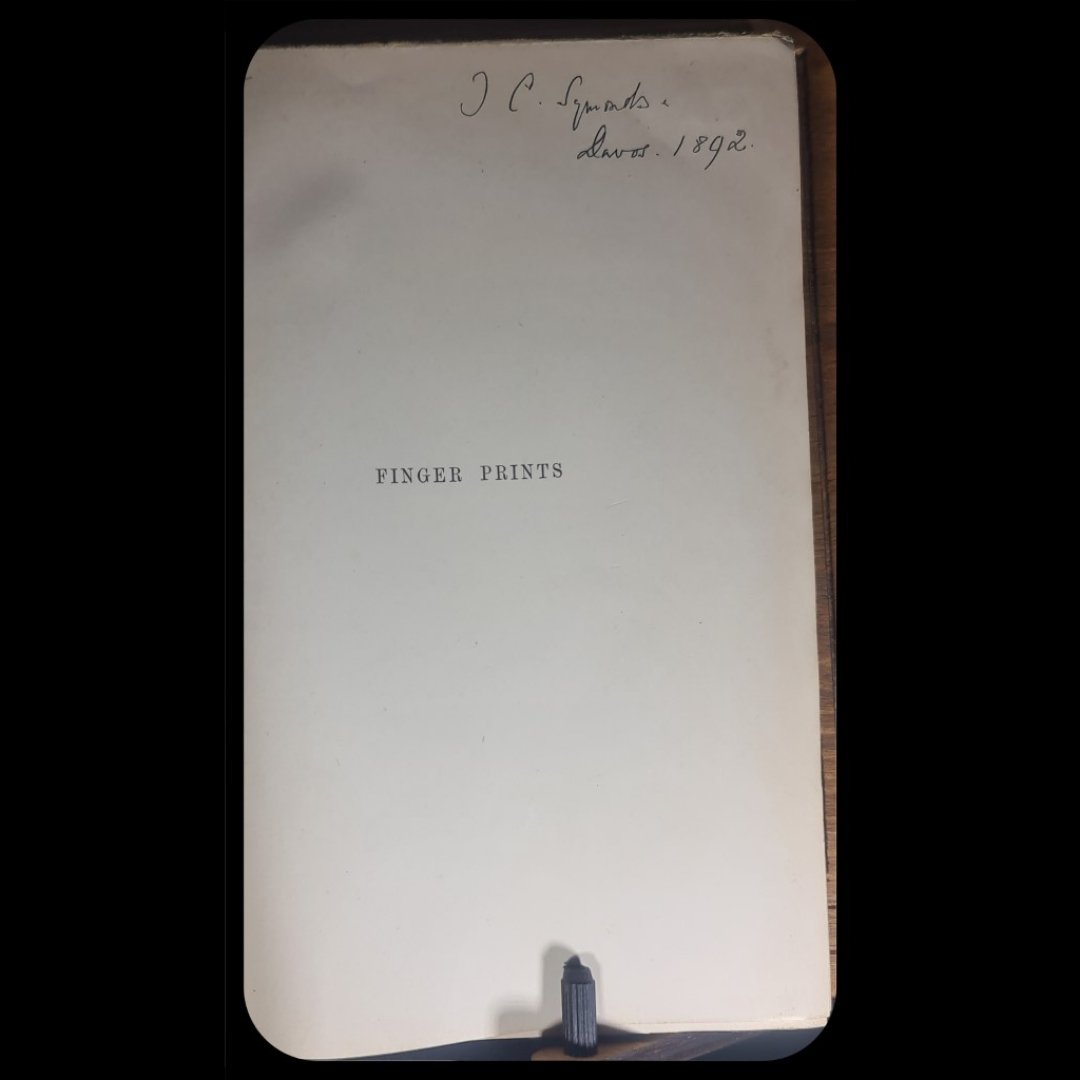 J C. Symonds.
Davos. 1892.
FINGER PRINTS